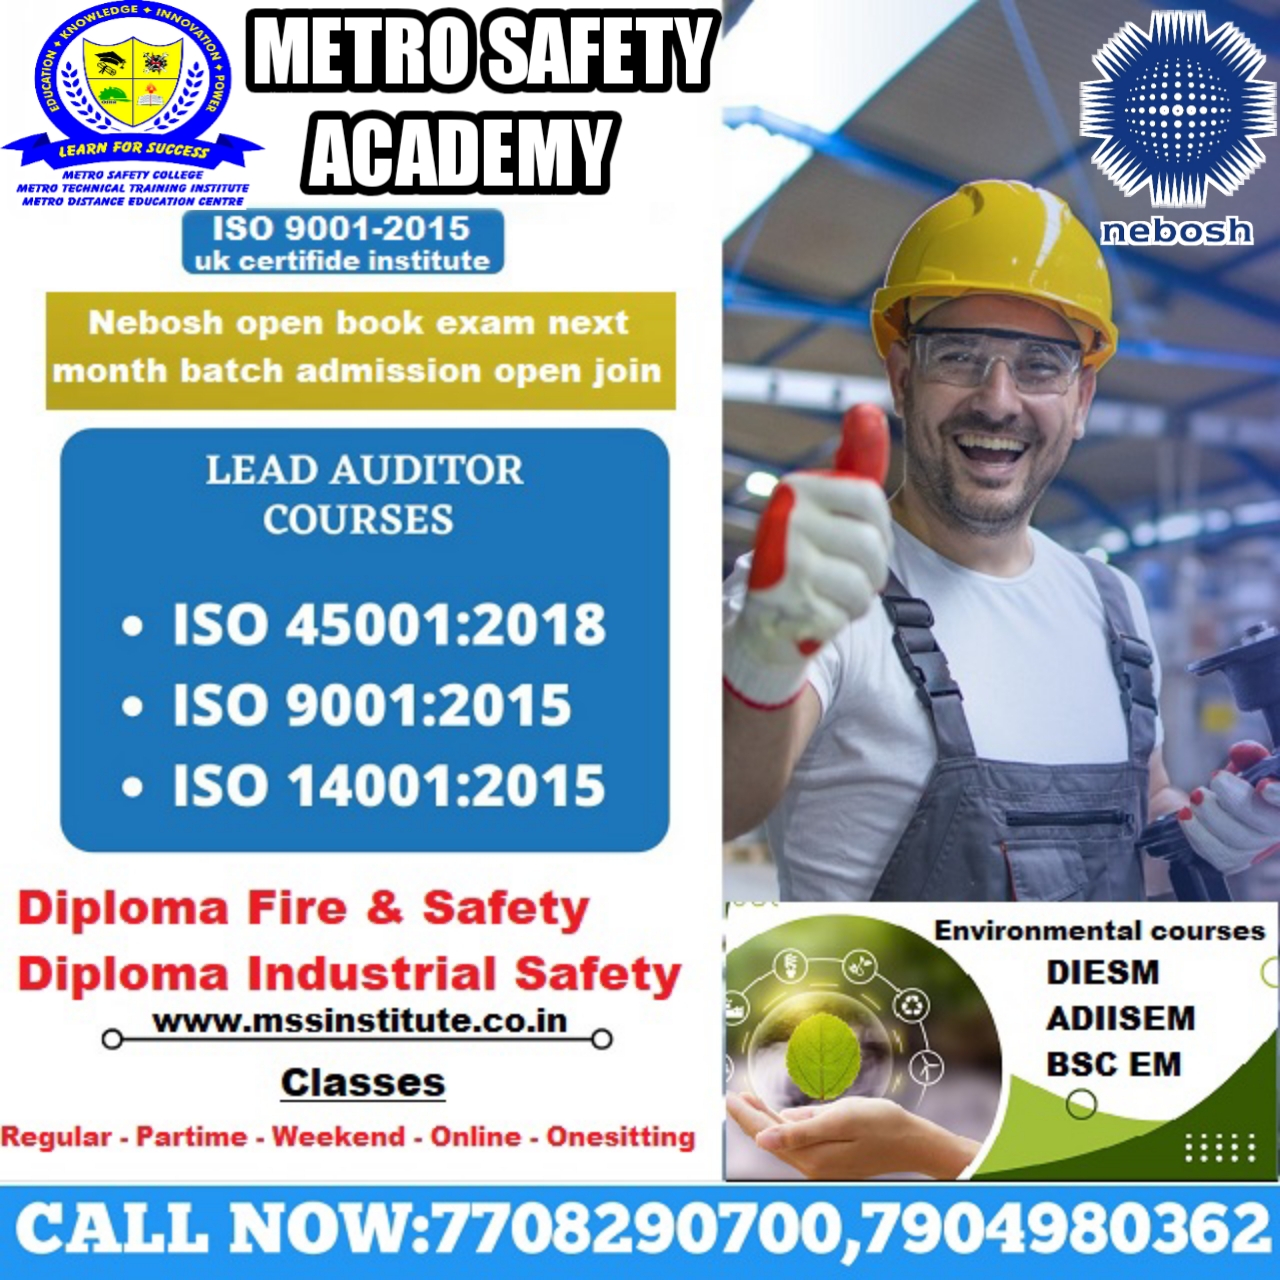 EDUCATION + KNOWLEDGE + INNOVATION + POWER
LEARN FOR SUCCESS
METRO SAFETY COLLEGE
METRO TECHNICAL TRAINING INSTITUTE
METRO DISTANCE EDUCATION CENTRE
METRO SAFETY
ACADEMY
nebosh
ISO 9001-2015
uk certifide institute
Nebosh open book exam next
month batch admission open join
LEAD AUDITOR
COURSES
• ISO 45001:2018
• ISO 9001:2015
• ISO 14001:2015
Diploma Fire & Safety
Diploma Industrial Safety
www.mssinstitute.co.in
Classes
Regular - Partime - Weekend - Online - Onesitting
Environmental courses
DIESM
ADIISEM
BSC EM
CALL NOW:7708290700,7904980362